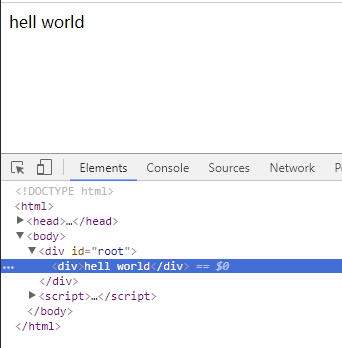 hell world
Elements Console Sources Network
<!DOCTYPE html>
<html>
▶<head>…</head>
▼<body>
▼<div id="root">
… <div>hell world</div> == $0
</div>
▶<script>…</script>
</body>
</html>